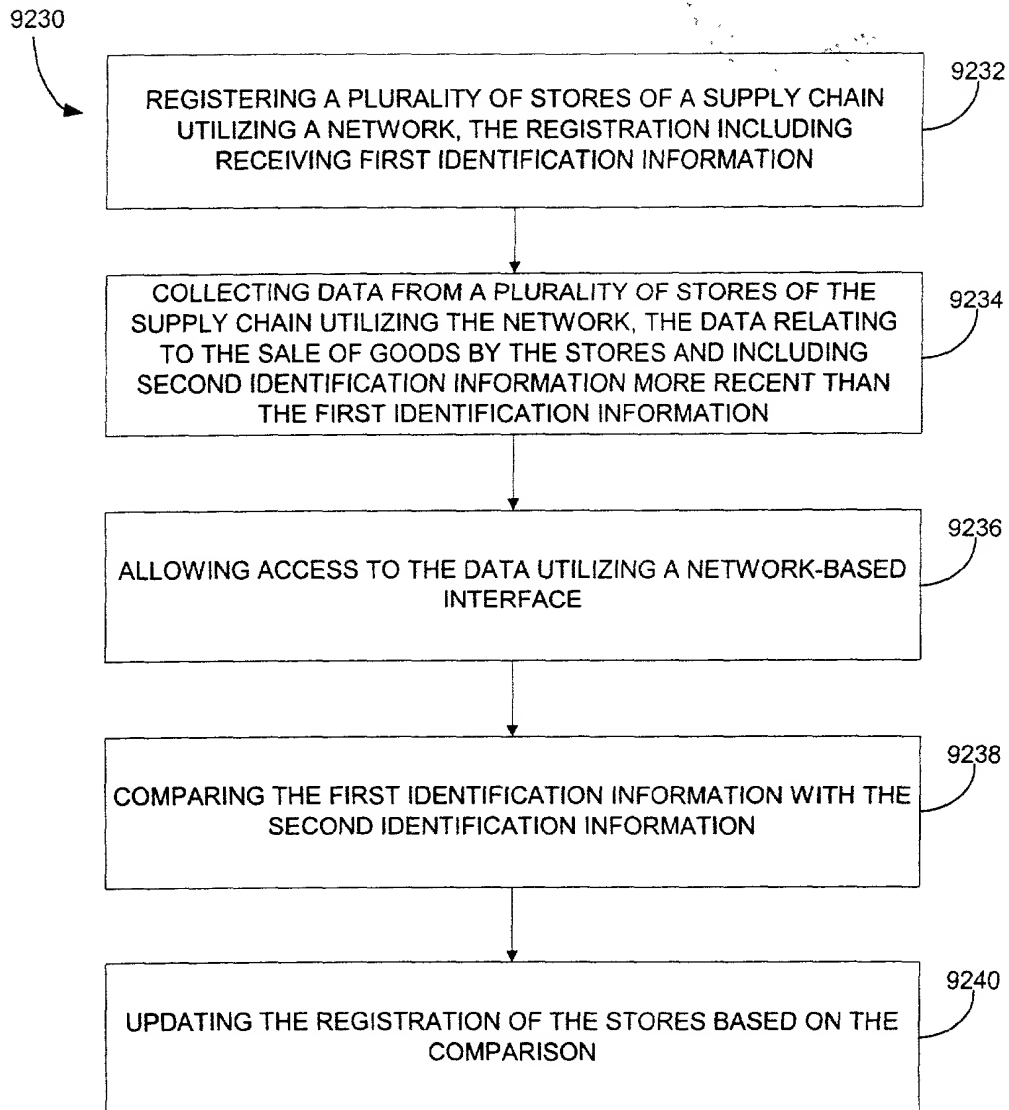 9230
9232
REGISTERING A PLURALITY OF STORES OF A SUPPLY CHAIN
UTILIZING A NETWORK, THE REGISTRATION INCLUDING
RECEIVING FIRST IDENTIFICATION INFORMATION
9234
COLLECTING DATA FROM A PLURALITY OF STORES OF THE
SUPPLY CHAIN UTILIZING THE NETWORK, THE DATA RELATING
TO THE SALE OF GOODS BY THE STORES AND INCLUDING
SECOND IDENTIFICATION INFORMATION MORE RECENT THAN
THE FIRST IDENTIFICATION INFORMATION
9236
ALLOWING ACCESS TO THE DATA UTILIZING A NETWORK-BASED
INTERFACE
9238
COMPARING THE FIRST IDENTIFICATION INFORMATION WITH THE
SECOND IDENTIFICATION INFORMATION
9240
UPDATING THE REGISTRATION OF THE STORES BASED ON THE
COMPARISON